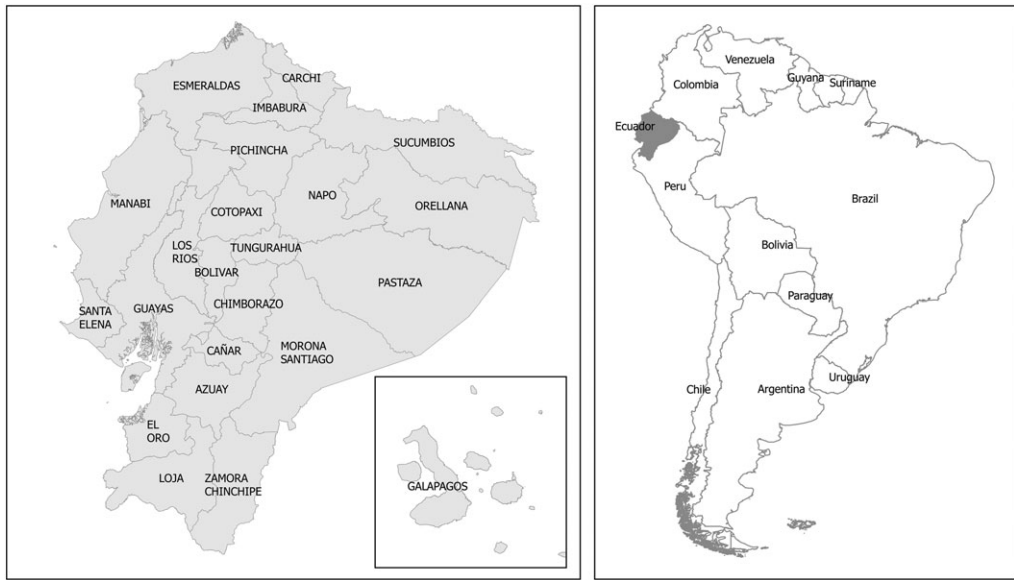 ESMERALDAS
CARCHI
IMBABURA
SUCUMBIOS
PICHINCHA
NAPO
MANABI
COTOPAXI
ORELLANA
LOS
RIOS
TUNGURAHUA
BOLIVAR
PASTAZA
SANTA
ELENA
GUAYAS
CHIMBORAZO
CAÑAR
MORONA
SANTIAGO
AZUAY
EL
ORO
LOJA
ZAMORA
CHINCHIPE
GALAPAGOS
Venezuela
Guyana
Suriname
Colombia
Ecuador
Peru
Brazil
Bolivia
Paraguay
Uruguay
Chile
Argentina